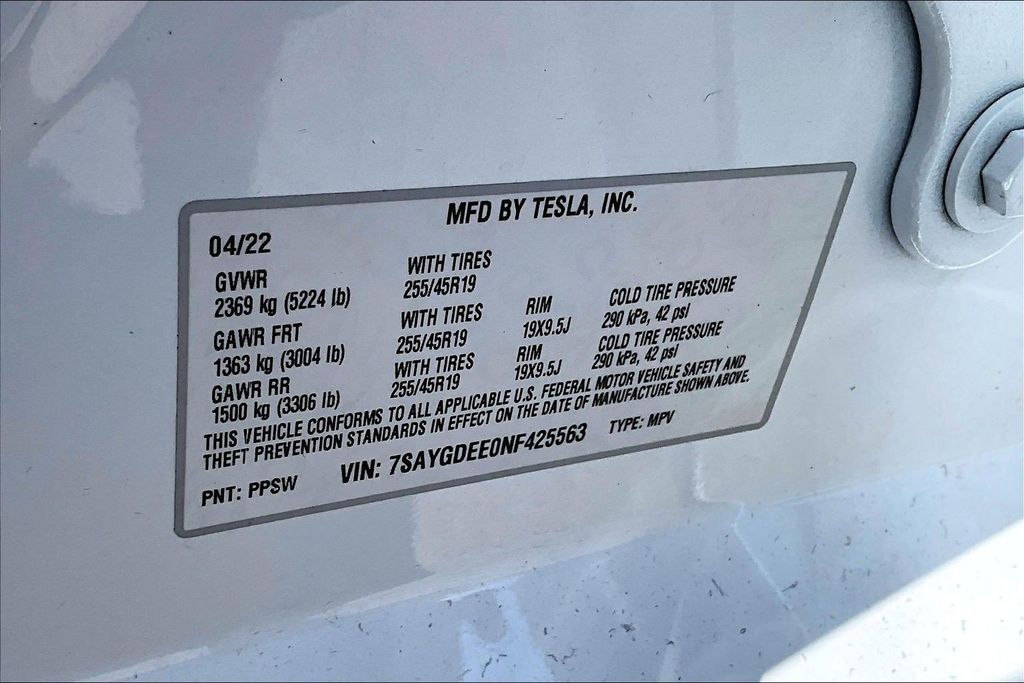 MFD BY TESLA, INC.
04/22
GVWR WITH TIRES
2369 kg (5224 lb) 255/45R19
GAWR FRT WITH TIRES RIM COLD TIRE PRESSURE
1363 kg (3004 lb) 255/45R19 19X9.5J 290 kPa, 42 psi
GAWR RR WITH TIRES RIM COLD TIRE PRESSURE
1500 kg (3306 lb) 255/45R19 19X9.5J 290 kPa, 42 psi
THIS VEHICLE CONFORMS TO ALL APPLICABLE U.S. FEDERAL MOTOR VEHICLE SAFETY AND
THEFT PREVENTION STANDARDS IN EFFECT ON THE DATE OF MANUFACTURE SHOWN ABOVE.
PNT: PPSW VIN: 7SAYGDEE0NF425563 TYPE: MPV